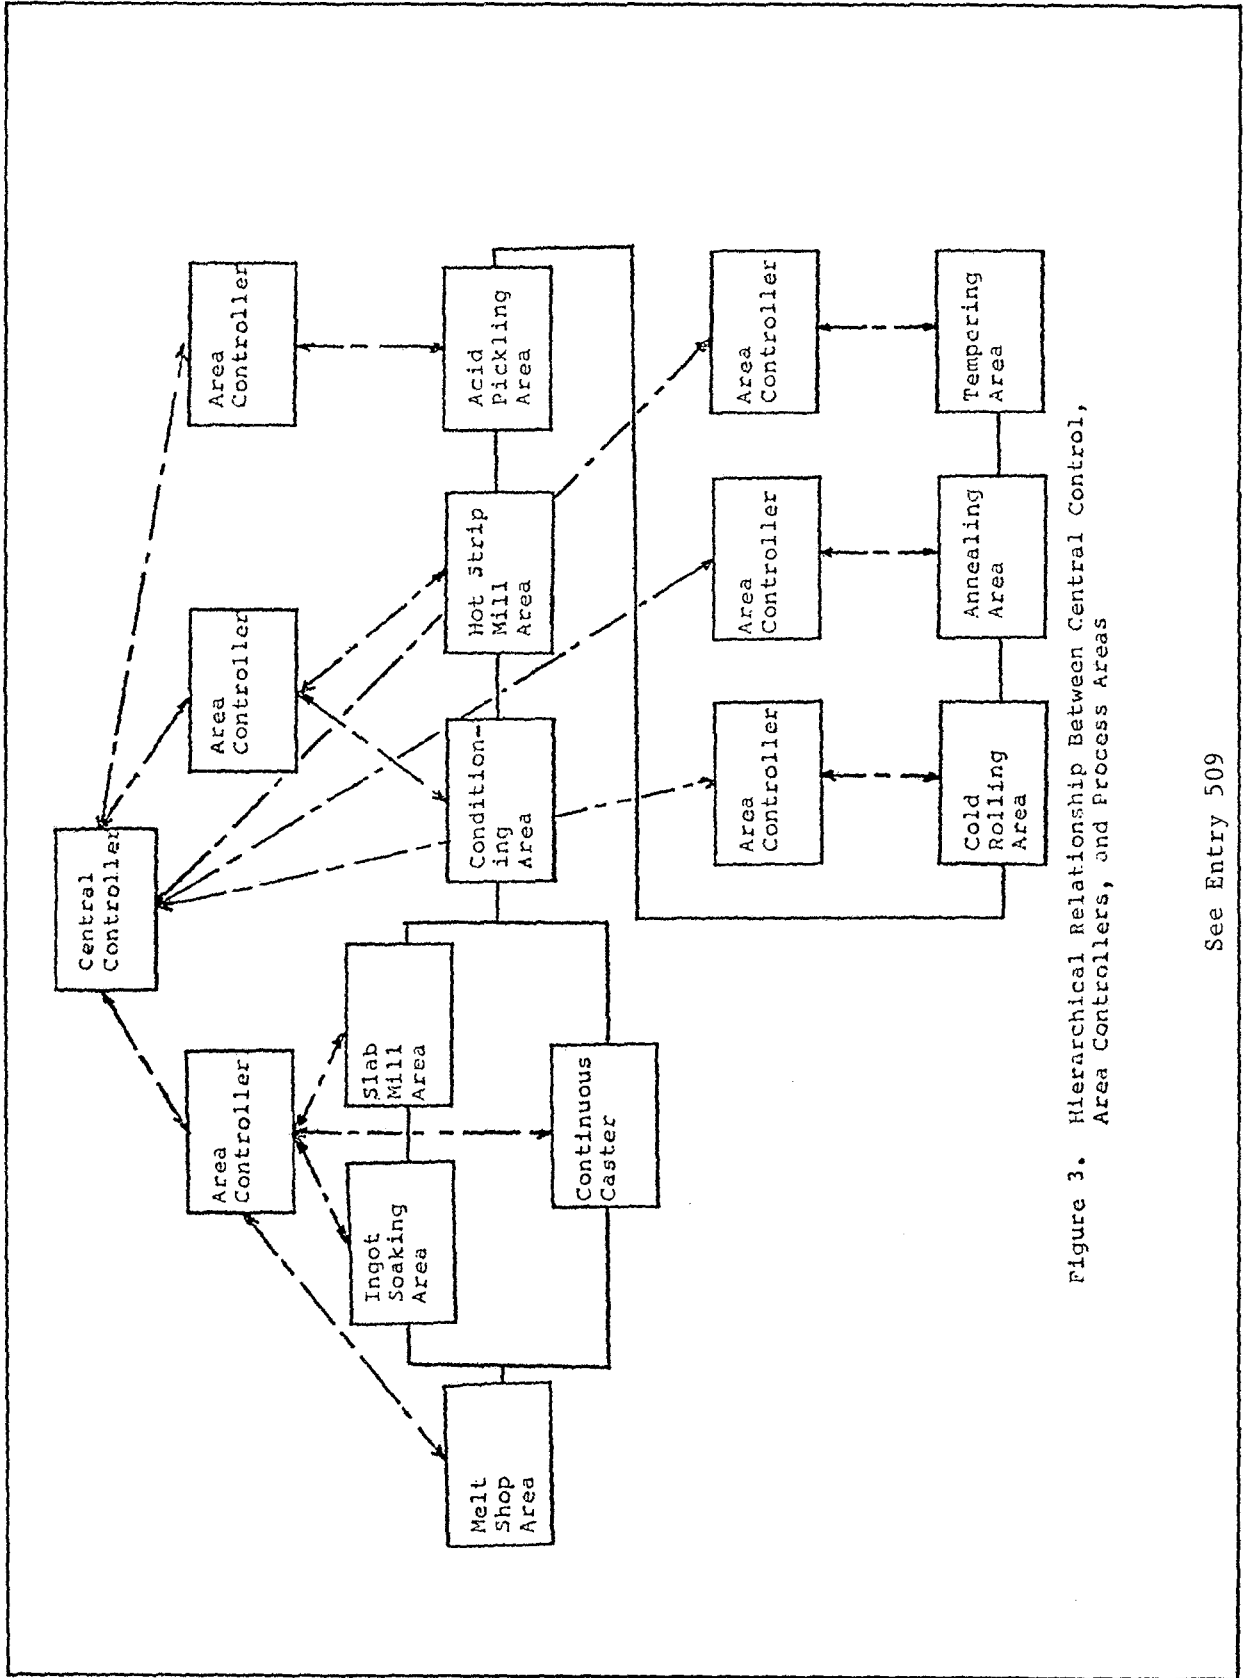 Central
Controller
Area
Controller
Area
Controller
Area
Controller
Slab
Mill
Area
Ingot
Soaking
Area
Melt
Shop
Area
Continuous
Caster
Condition-
ing
Area
Hot Strip
Mill
Area
Acid
Pickling
Area
Area
Controller
Area
Controller
Area
Controller
Cold
Rolling
Area
Annealing
Area
Tempering
Area
Figure 3. Hierarchical Relationship Between Central Control,
Area Controllers, and Process Areas
See Entry 509